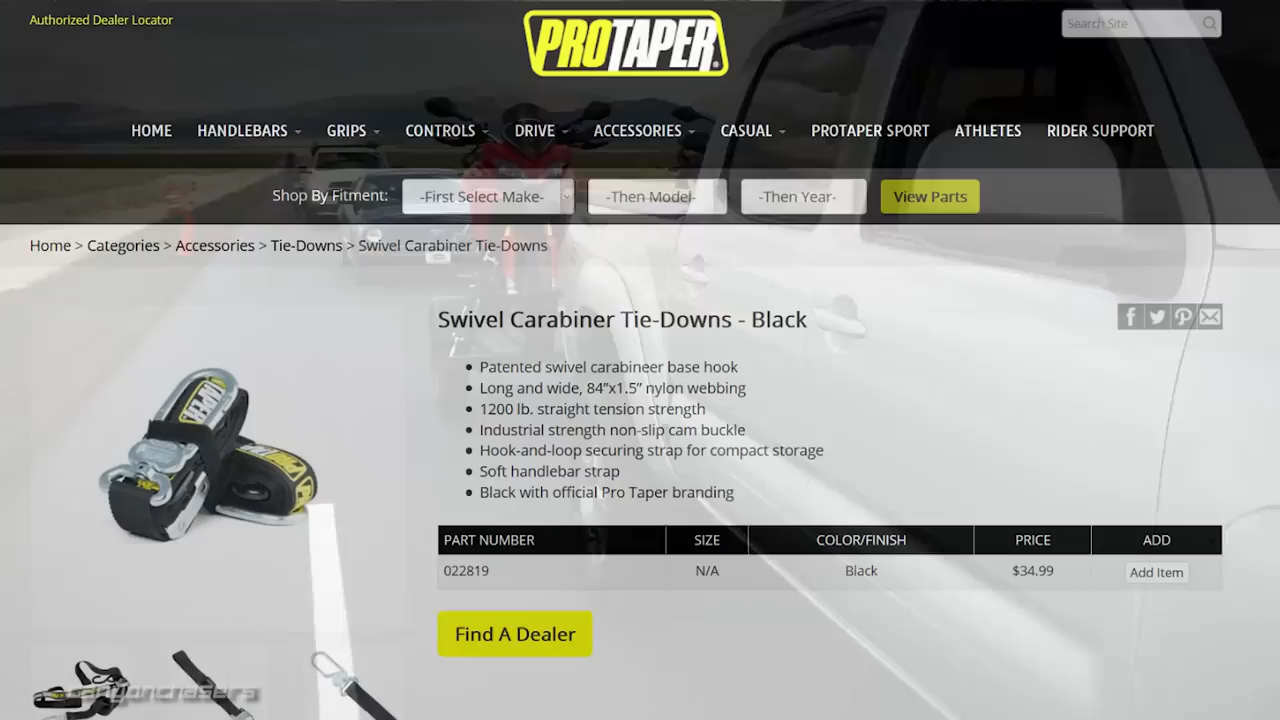 Authorized Dealer Locator
PROTAPER
Search Site
HOME HANDLEBARS GRIPS CONTROLS DRIVE ACCESSORIES CASUAL PROTAPER SPORT ATHLETES RIDER SUPPORT
Shop By Fitment: -First Select Make- -Then Model- -Then Year- View Parts
Home > Categories > Accessories > Tie-Downs > Swivel Carabiner Tie-Downs
Swivel Carabiner Tie-Downs - Black
• Patented swivel carabineer base hook
• Long and wide, 84”x1.5” nylon webbing
• 1200 lb. straight tension strength
• Industrial strength non-slip cam buckle
• Hook-and-loop securing strap for compact storage
• Soft handlebar strap
• Black with official Pro Taper branding
TAPER
PROTAPER
PART NUMBER SIZE COLOR/FINISH PRICE ADD
022819 N/A Black $34.99 Add Item
Find A Dealer
canyonchasers